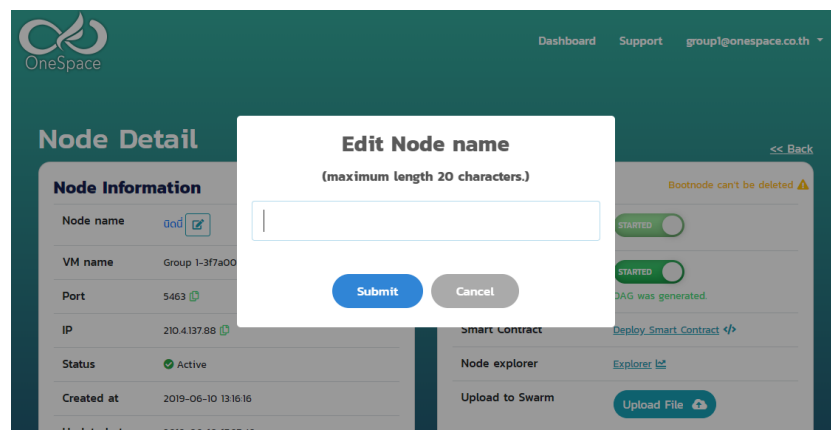 OneSpace
Dashboard Support group1@onespace.co.th
Node Detail
<< Back
Edit Node name
(maximum length 20 characters.)
Submit Cancel
Node Information
Node name
VM name Group 1-3f7a00
Port 5463
IP 210.4.137.88
Status Active
Created at 2019-06-10 13:16:16
Bootnode can't be deleted
STARTED
STARTED
DAG was generated.
Smart Contract Deploy Smart Contract </>
Node explorer Explorer
Upload to Swarm Upload File